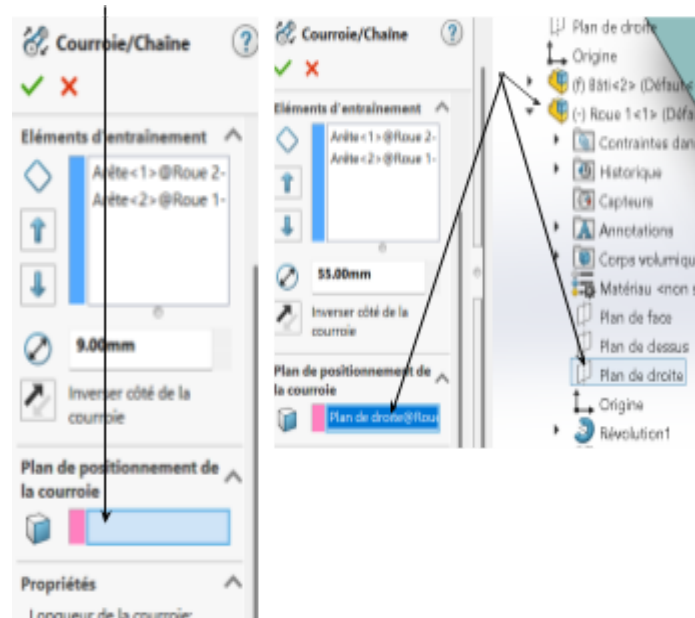 Courroie/Chaîne
Eléments d'entraînement
Arête<1>@Roue 2-
Arête<2>@Roue 1-
9.00mm
Inverser côté de la
courroie
Plan de positionnement de
la courroie
Propriétés
Longueur de la courroie:
Courroie/Chaîne
Eléments d'entraînement
Arête<1>@Roue 2-
Arête<2>@Roue 1-
55.00mm
Inverser côté de la
courroie
Plan de positionnement de
la courroie
Plan de droite@Roue
Plan de droite
Origine
(f) Bâti<2> (Défaut<
(-) Roue 1<1> (Défa
Contraintes dan
Historique
Capteurs
Annotations
Corps volumiqu
Matériau <non s
Plan de face
Plan de dessus
Plan de droite
Origine
Révolution1